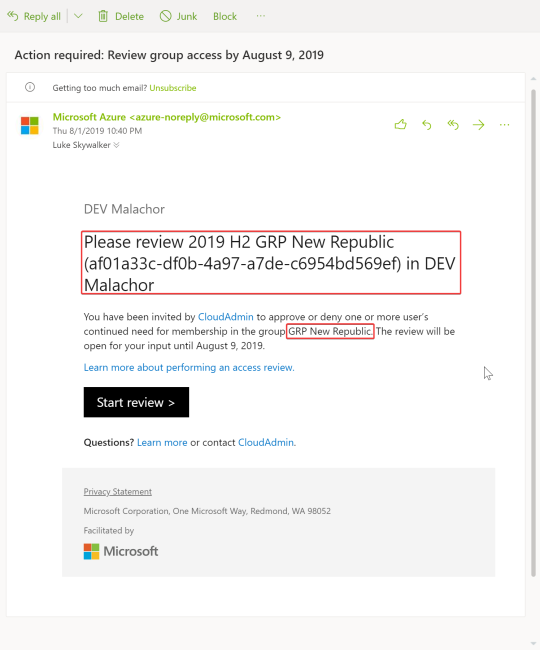 Reply all Delete Junk Block ...
Action required: Review group access by August 9, 2019
Getting too much email? Unsubscribe
Microsoft Azure <azure-noreply@microsoft.com>
Thu 8/1/2019 10:40 PM
Luke Skywalker
DEV Malachor
Please review 2019 H2 GRP New Republic
(af01a33c-df0b-4a97-a7de-c6954bd569ef) in DEV
Malachor
You have been invited by CloudAdmin to approve or deny one or more user's
continued need for membership in the group GRP New Republic. The review will be
open for your input until August 9, 2019.
Learn more about performing an access review.
Start review >
Questions? Learn more or contact CloudAdmin.
Privacy Statement
Microsoft Corporation, One Microsoft Way, Redmond, WA 98052
Facilitated by
Microsoft